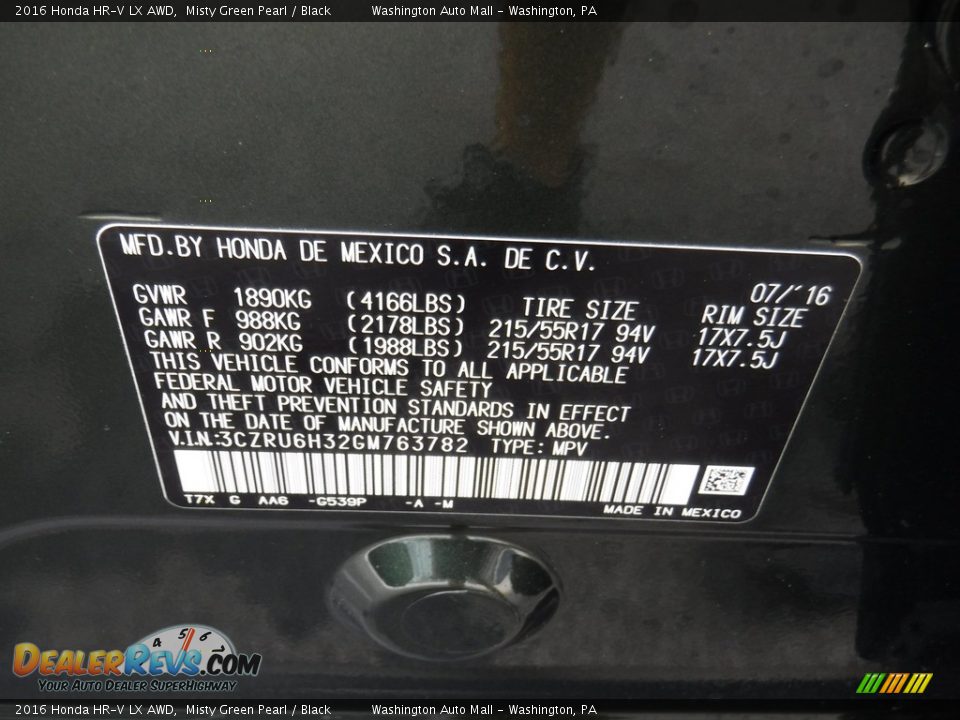 2016 Honda HR-V LX AWD, Misty Green Pearl / Black Washington Auto Mall - Washington, PA
MFD.BY HONDA DE MEXICO S.A. DE C.V.
07/'16
GVWR 1890KG (4166LBS) TIRE SIZE RIM SIZE
GAWR F 988KG (2178LBS) 215/55R17 94V 17X7.5J
GAWR R 902KG (1988LBS) 215/55R17 94V 17X7.5J
THIS VEHICLE CONFORMS TO ALL APPLICABLE
FEDERAL MOTOR VEHICLE SAFETY
AND THEFT PREVENTION STANDARDS IN EFFECT
ON THE DATE OF MANUFACTURE SHOWN ABOVE.
V.I.N:3CZRU6H32GM763782 TYPE: MPV
T7X G AA6 -G539P -A -M
MADE IN MEXICO
4 5 6
DEALERREVS.COM
YOUR AUTO DEALER SUPERHIGHWAY
2016 Honda HR-V LX AWD, Misty Green Pearl / Black Washington Auto Mall - Washington, PA